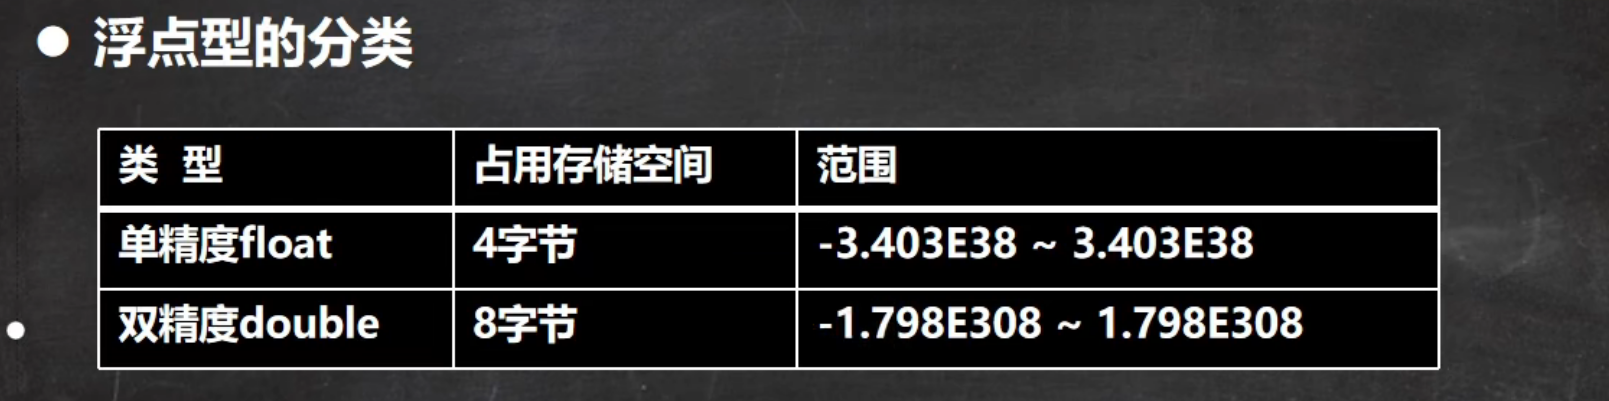 浮点型的分类
类 型 占用存储空间 范围
单精度float 4字节 -3.403E38 ~ 3.403E38
双精度double 8字节 -1.798E308 ~ 1.798E308